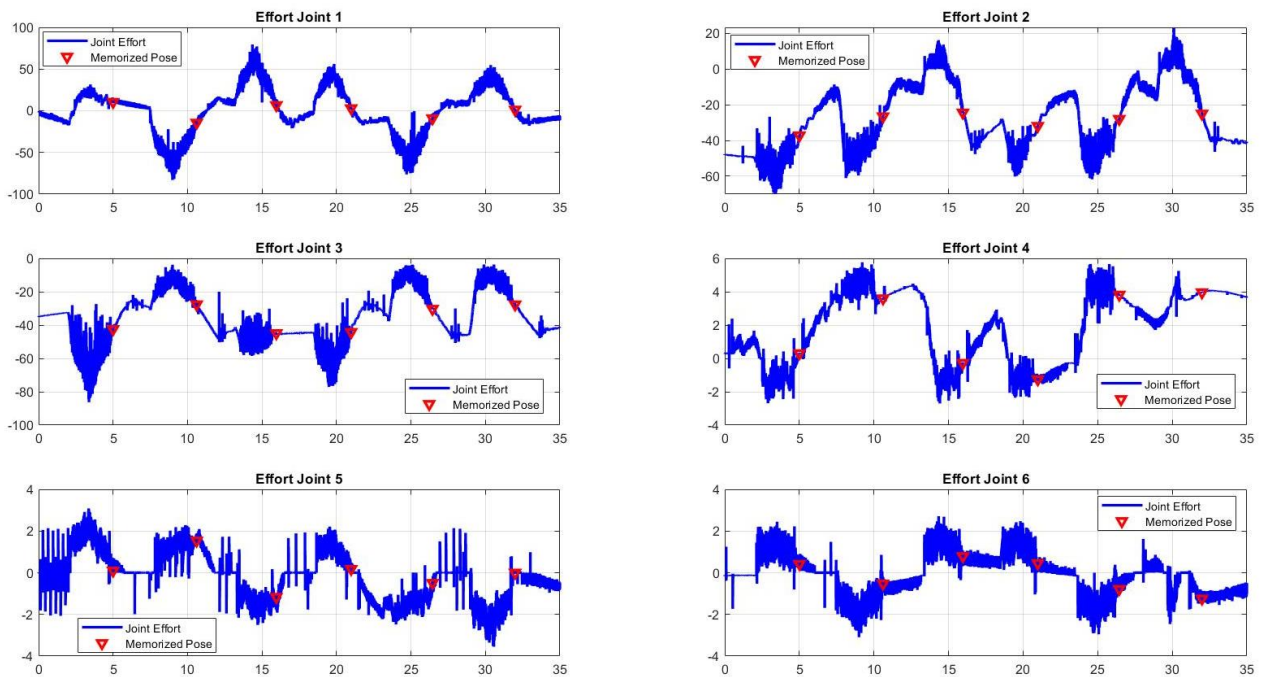 Effort Joint 1
100
50
0
-50
-100
Joint Effort
Memorized Pose
0 5 10 15 20 25 30 35
Effort Joint 2
20
0
-20
-40
-60
Joint Effort
Memorized Pose
0 5 10 15 20 25 30 35
Effort Joint 3
0
-20
-40
-60
-80
-100
Joint Effort
Memorized Pose
0 5 10 15 20 25 30 35
Effort Joint 4
6
4
2
0
-2
-4
Joint Effort
Memorized Pose
0 5 10 15 20 25 30 35
Effort Joint 5
4
2
0
-2
-4
Joint Effort
Memorized Pose
0 5 10 15 20 25 30 35
Effort Joint 6
4
2
0
-2
-4
Joint Effort
Memorized Pose
0 5 10 15 20 25 30 35